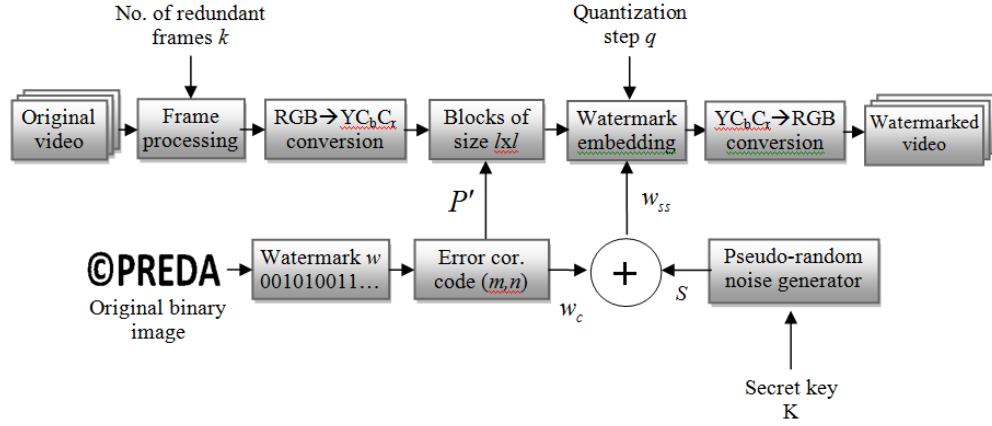 No. of redundant
frames k
Quantization
step q
Original
video
Frame
processing
RGB→YCbCr
conversion
Blocks of
size lxl
Watermark
embedding
YCbCr→RGB
conversion
Watermarked
video
P'
w_ss
©PREDA
Original binary
image
Watermark w
001010011…
Error cor.
code (m,n)
w_c
+
S
Pseudo-random
noise generator
Secret key
K